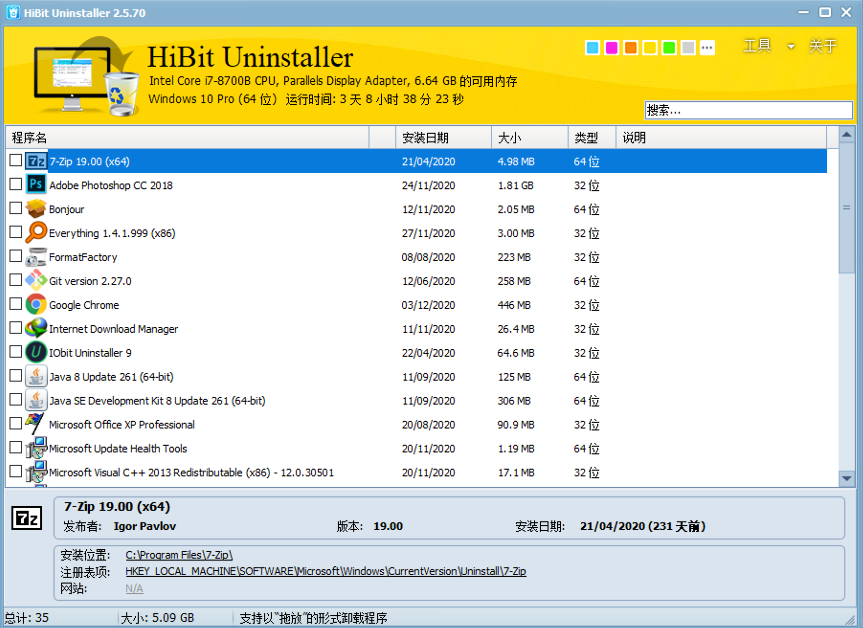 HiBit Uninstaller 2.5.70
HiBit Uninstaller
工具 关于
Intel Core i7-8700B CPU, Parallels Display Adapter, 6.64 GB 的可用内存
Windows 10 Pro (64 位) 运行时间: 3 天 8 小时 38 分 23 秒
搜索...
程序名 安装日期 大小 类型 说明
7-Zip 19.00 (x64) 21/04/2020 4.98 MB 64 位
Ps Adobe Photoshop CC 2018 24/11/2020 1.81 GB 32 位
Bonjour 12/11/2020 2.05 MB 64 位
Everything 1.4.1.999 (x86) 27/11/2020 3.00 MB 32 位
FormatFactory 08/08/2020 223 MB 32 位
Git version 2.27.0 12/06/2020 258 MB 64 位
Google Chrome 03/12/2020 446 MB 32 位
Internet Download Manager 11/11/2020 26.4 MB 32 位
IObit Uninstaller 9 22/04/2020 64.6 MB 32 位
Java 8 Update 261 (64-bit) 11/09/2020 125 MB 64 位
Java SE Development Kit 8 Update 261 (64-bit) 11/09/2020 306 MB 64 位
Microsoft Office XP Professional 20/08/2020 90.9 MB 32 位
Microsoft Update Health Tools 20/11/2020 1.19 MB 64 位
Microsoft Visual C++ 2013 Redistributable (x86) - 12.0.30501 20/11/2020 17.1 MB 32 位
7z 7-Zip 19.00 (x64)
发布者: Igor Pavlov 版本: 19.00 安装日期: 21/04/2020 (231 天前)
安装位置: C:\Program Files\7-Zip\
注册表项: HKEY_LOCAL_MACHINE\SOFTWARE\Microsoft\Windows\CurrentVersion\Uninstall\7-Zip
网站: N/A
总计: 35 大小: 5.09 GB 支持以“拖放”的形式卸载程序